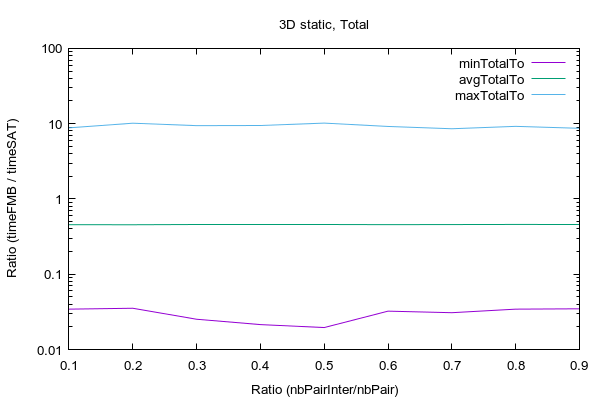 3D static, Total
100
10
1
0.1
0.01
Ratio (timeFMB / timeSAT)
minTotalTo
avgTotalTo
maxTotalTo
0.1 0.2 0.3 0.4 0.5 0.6 0.7 0.8 0.9
Ratio (nbPairInter/nbPair)